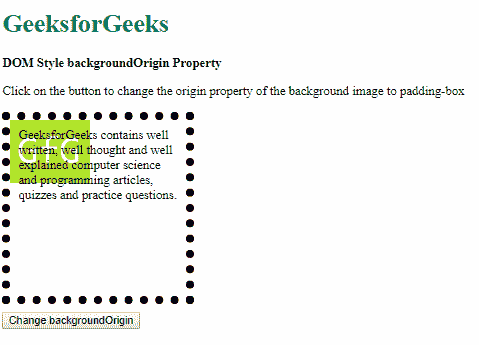 GeeksforGeeks
DOM Style backgroundOrigin Property
Click on the button to change the origin property of the background image to padding-box
GeeksforGeeks contains well
written, well thought and well
explained computer science
and programming articles,
quizzes and practice questions.
GfG
Change backgroundOrigin